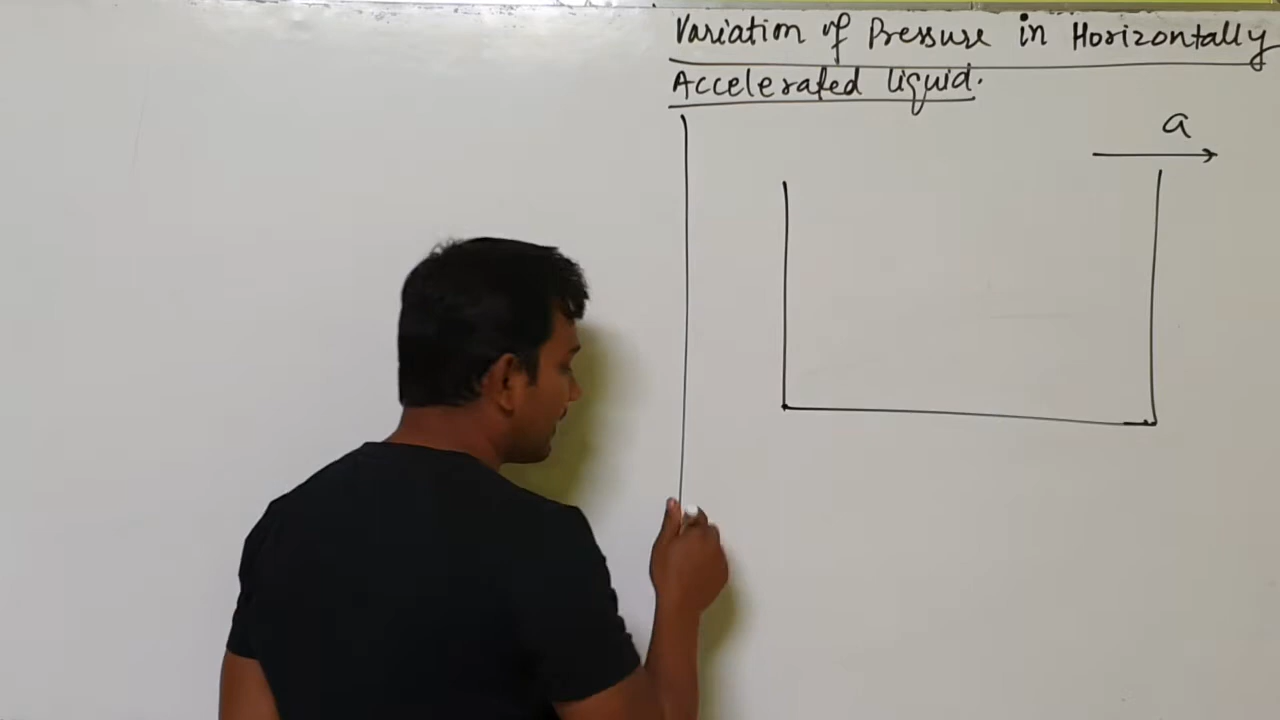 Variation of Pressure in Horizontally
Accelerated liquid.
a